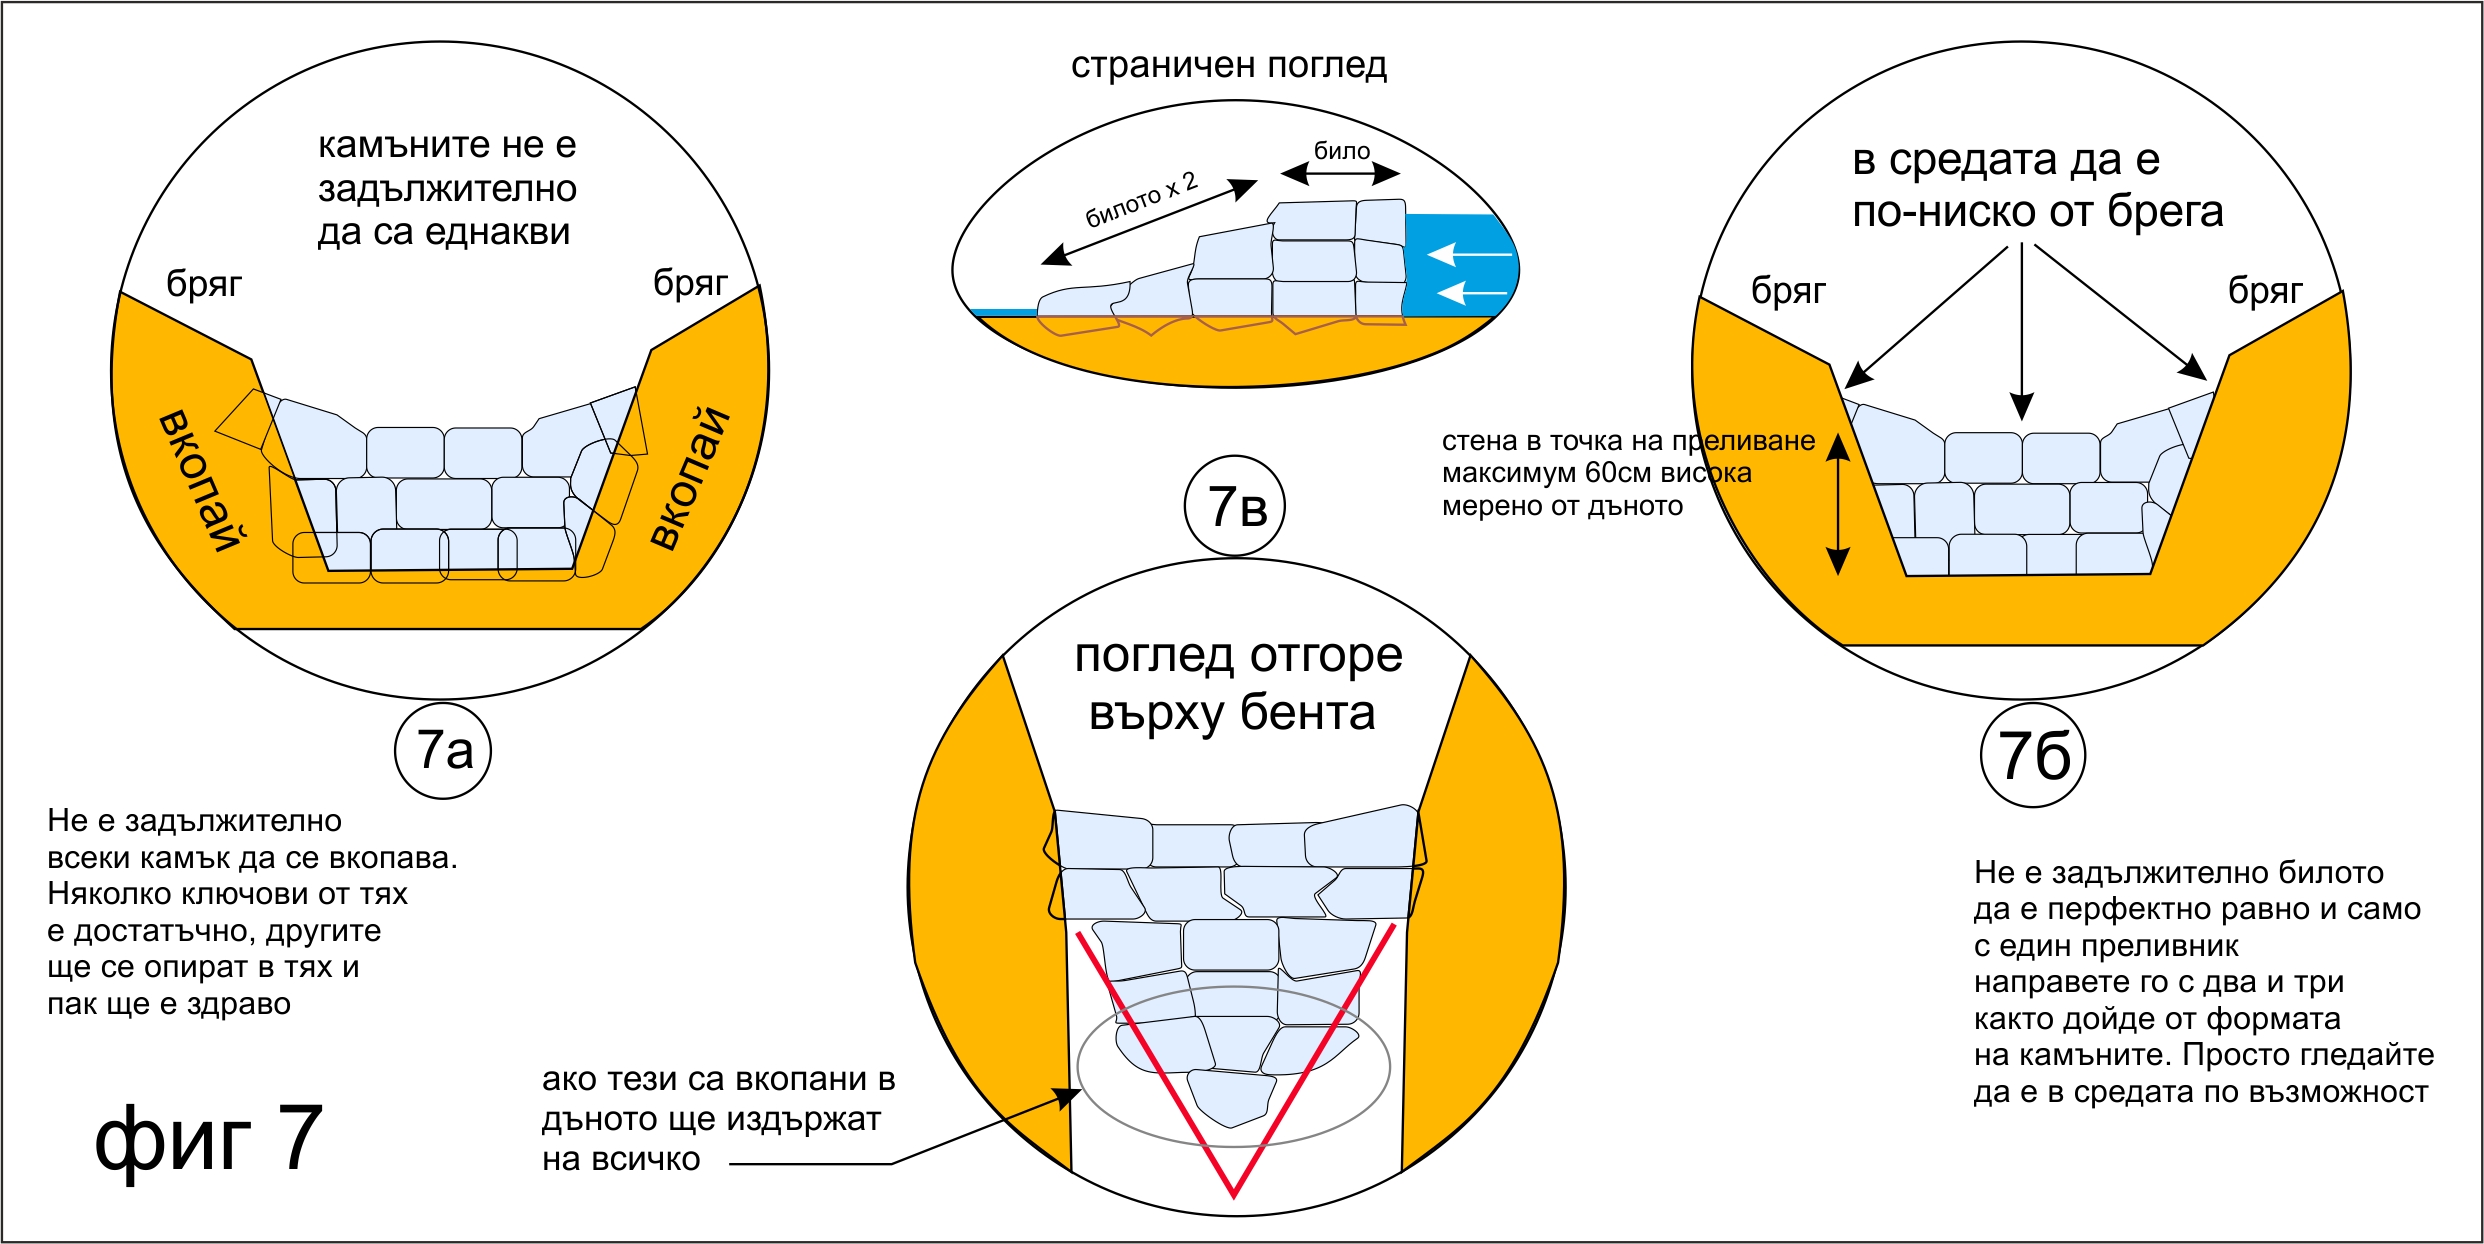 камъните не е
задължително
да са еднакви
бряг
бряг
вкопай
вкопай
7а
Не е задължително
всеки камък да се вкопава.
Няколко ключови от тях
е достатъчно, другите
ще се опират в тях и
пак ще е здраво
фиг 7
страничен поглед
било
билото х 2
7в
поглед отгоре
върху бента
ако тези са вкопани в
дъното ще издържат
на всичко
в средата да е
по-ниско от брега
бряг
бряг
стена в точка на преливане
максимум 60см висока
мерено от дъното
7б
Не е задължително билото
да е перфектно равно и само
с един преливник
направете го с два и три
както дойде от формата
на камъните. Просто гледайте
да е в средата по възможност